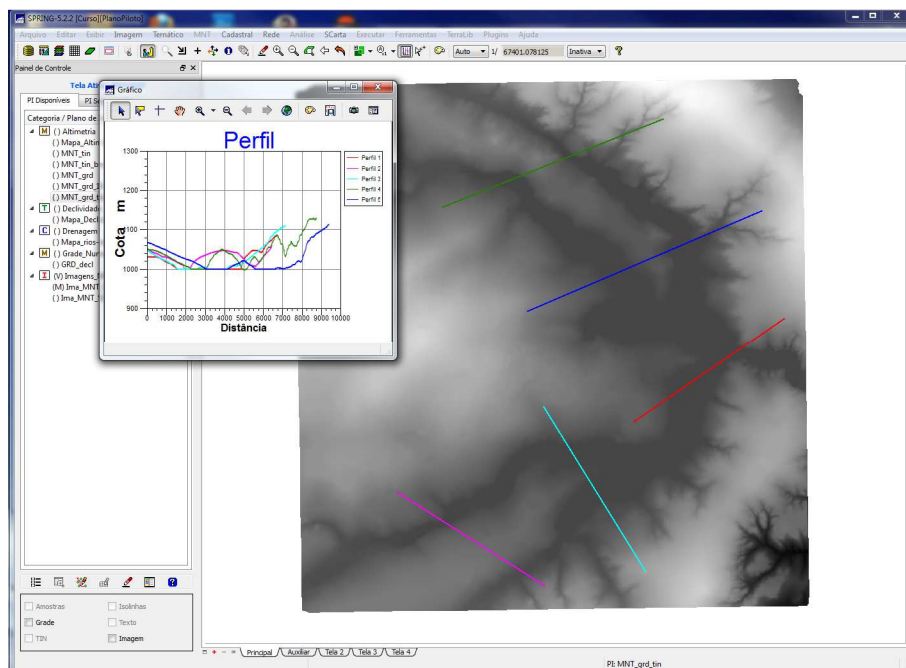 SPRING-5.2.2 [Curso][PlanoPiloto]
Arquivo Editar Exibir Imagem Temático MNT Cadastral Rede Análise SCarta Executar Ferramentas TerraLib Plugins Ajuda
Auto 1/ 67401.078125 Inativa
Painel de Controle
PI Disponíveis
Categoria / Plano de
() Altimetria
() Mapa_Altim
() MNT_tin
() MNT_tin_b
() MNT_grd
() Declividade
() Mapa_Decl
() Drenagem
() Mapa_rios-
() GRD_decl
(M) Ima_MNT
Gráfico
Perfil
1300
1200
1100
1000
900
Cota m
0 1000 2000 3000 4000 5000 6000 7000 8000 9000 10000
Distância
Perfil 1
Perfil 2
Perfil 3
Perfil 4
Perfil 5
Amostras
Isolinhas
Grade
Texto
TIN
Imagem
Principal Auxiliar Tela 2 Tela 3 Tela 4
PI: MNT_grd_tin